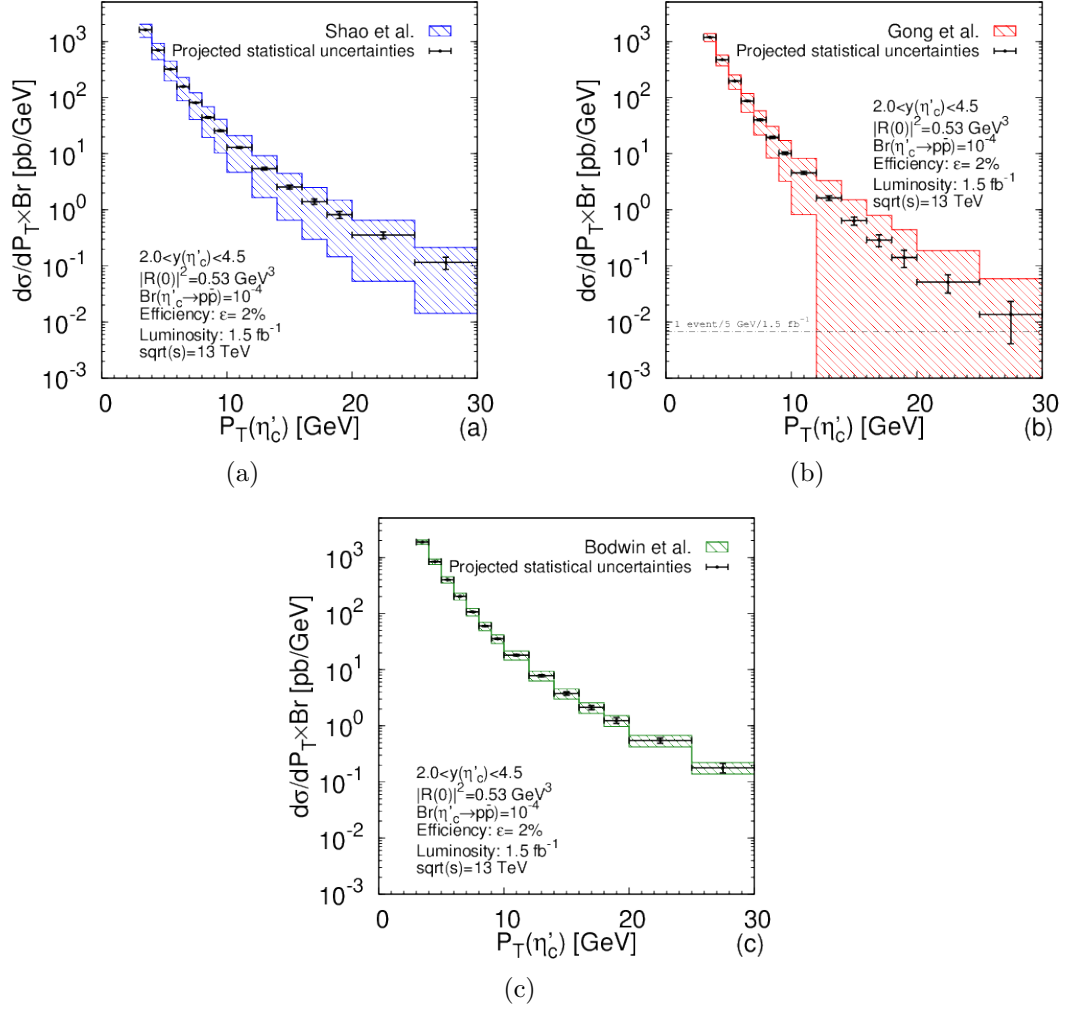 Shao et al.
Projected statistical uncertainties
dσ/dP_T×Br [pb/GeV]
10^3
10^2
10^1
10^0
10^-1
10^-2
10^-3
2.0<y(η'_c)<4.5
|R(0)|^2=0.53 GeV^3
Br(η'_c→pp̄)=10^-4
Efficiency: ε= 2%
Luminosity: 1.5 fb^-1
sqrt(s)=13 TeV
0 10 20 30
P_T(η'_c) [GeV] (a)
(a)
Gong et al.
Projected statistical uncertainties
dσ/dP_T×Br [pb/GeV]
10^3
10^2
10^1
10^0
10^-1
10^-2
10^-3
2.0<y(η'_c)<4.5
|R(0)|^2=0.53 GeV^3
Br(η'_c→pp̄)=10^-4
Efficiency: ε= 2%
Luminosity: 1.5 fb^-1
sqrt(s)=13 TeV
1 event/5 GeV/1.5 fb^-1
0 10 20 30
P_T(η'_c) [GeV] (b)
(b)
Bodwin et al.
Projected statistical uncertainties
dσ/dP_T×Br [pb/GeV]
10^3
10^2
10^1
10^0
10^-1
10^-2
10^-3
2.0<y(η'_c)<4.5
|R(0)|^2=0.53 GeV^3
Br(η'_c→pp̄)=10^-4
Efficiency: ε= 2%
Luminosity: 1.5 fb^-1
sqrt(s)=13 TeV
0 10 20 30
P_T(η'_c) [GeV] (c)
(c)